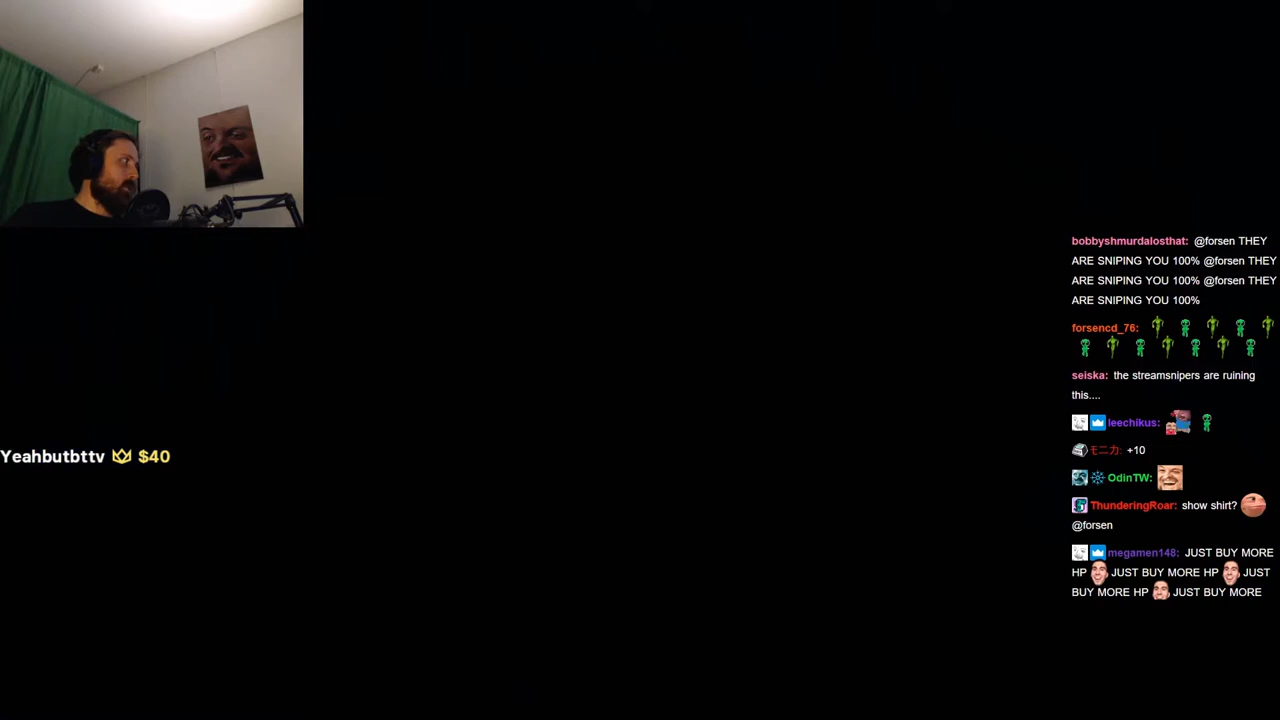 bobbyshmurdalosthat: @forsen THEY
ARE SNIPING YOU 100% @forsen THEY
ARE SNIPING YOU 100% @forsen THEY
ARE SNIPING YOU 100%
forsencd_76:
seiska: the streamsnipers are ruining
this....
leechikus:
モニカ: +10
Yeahbutbttv $40
OdinTW:
ThunderingRoar: show shirt?
@forsen
megamen148: JUST BUY MORE
HP JUST BUY MORE HP JUST
BUY MORE HP JUST BUY MORE